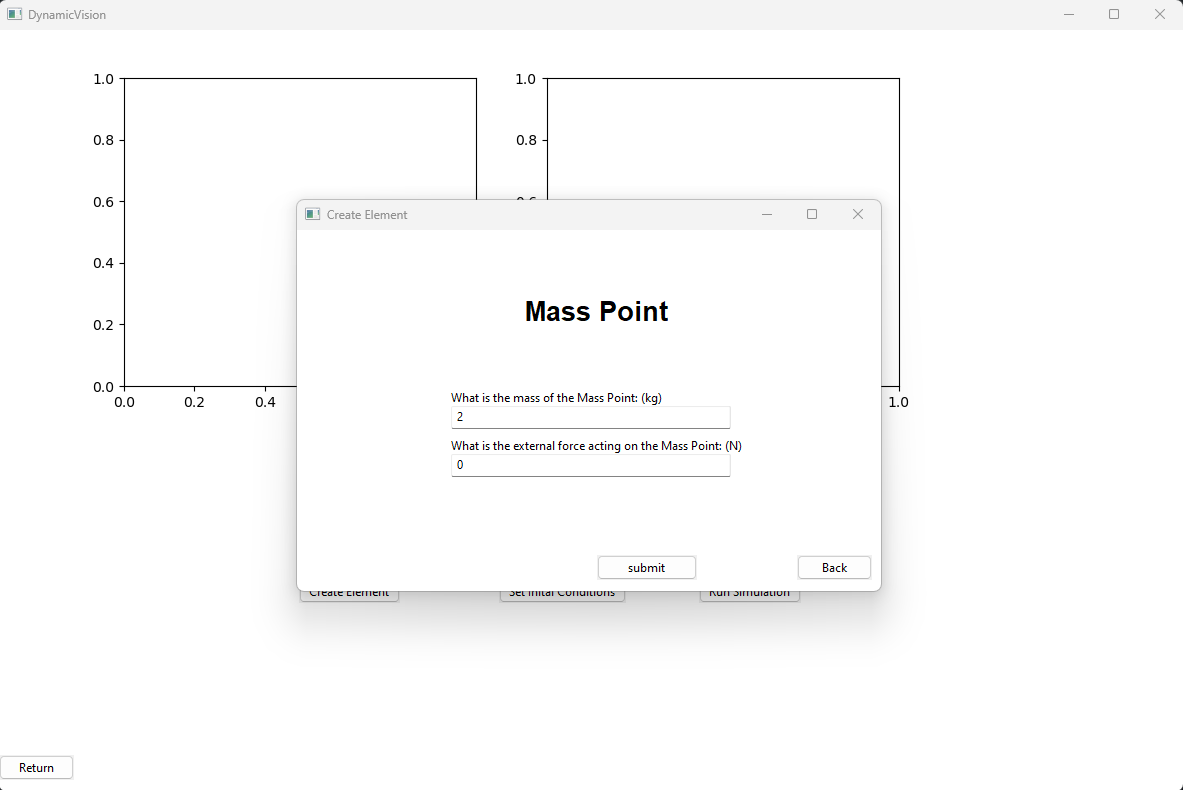 DynamicVision
1.0
0.8
0.6
0.4
0.2
0.0
0.0 0.2 0.4
1.0
0.8
1.0
Create Element
Mass Point
What is the mass of the Mass Point: (kg)
2
What is the external force acting on the Mass Point: (N)
0
submit
Back
Create Element
Set Inital Conditions
Run Simulation
Return